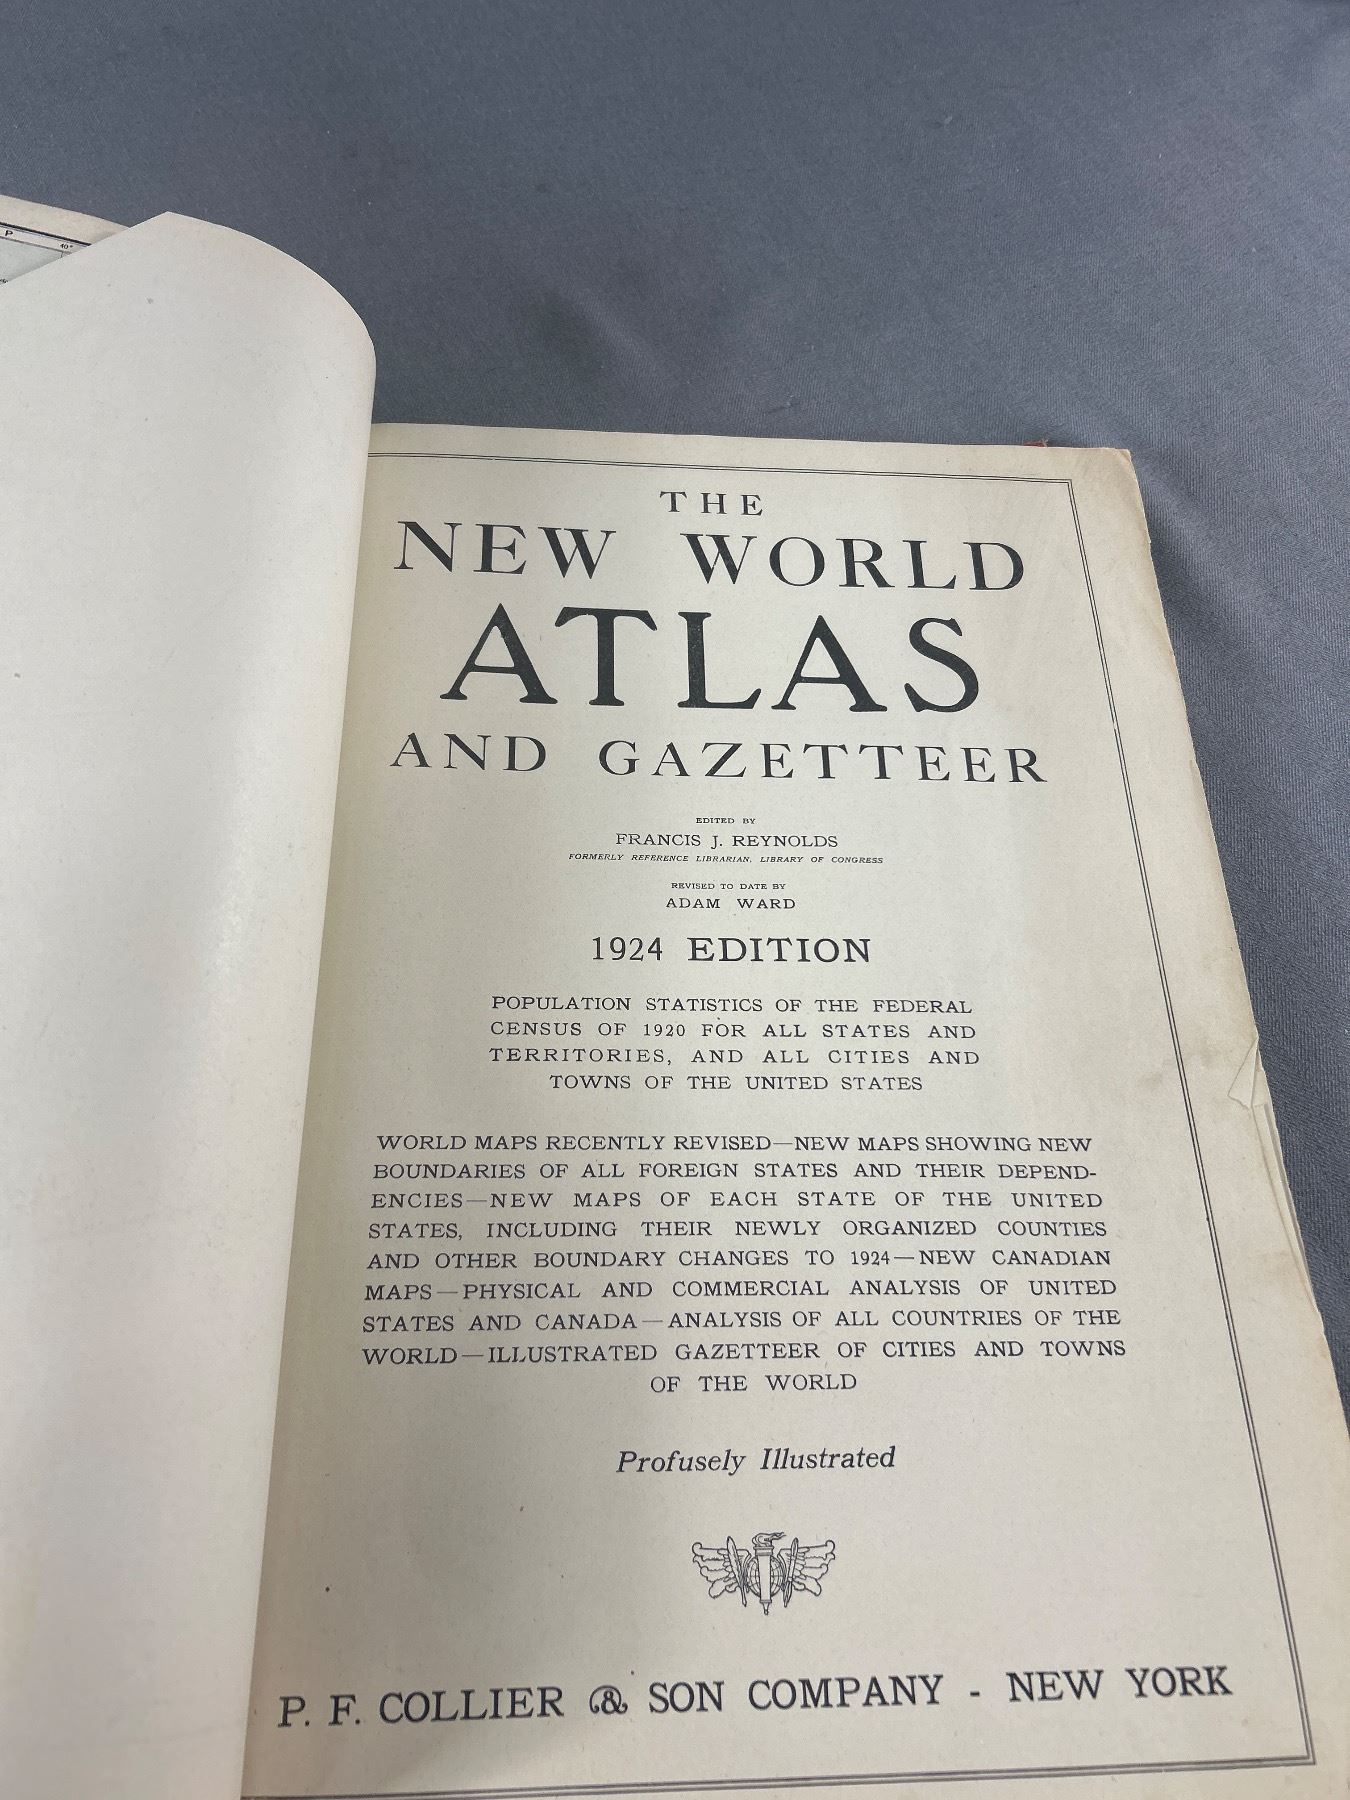 P
40°
THE
NEW WORLD
ATLAS
AND GAZETTEER
EDITED BY
FRANCIS J. REYNOLDS
FORMERLY REFERENCE LIBRARIAN, LIBRARY OF CONGRESS
REVISED TO DATE BY
ADAM WARD
1924 EDITION
POPULATION STATISTICS OF THE FEDERAL
CENSUS OF 1920 FOR ALL STATES AND
TERRITORIES, AND ALL CITIES AND
TOWNS OF THE UNITED STATES
WORLD MAPS RECENTLY REVISED—NEW MAPS SHOWING NEW
BOUNDARIES OF ALL FOREIGN STATES AND THEIR DEPEND-
ENCIES—NEW MAPS OF EACH STATE OF THE UNITED
STATES, INCLUDING THEIR NEWLY ORGANIZED COUNTIES
AND OTHER BOUNDARY CHANGES TO 1924—NEW CANADIAN
MAPS—PHYSICAL AND COMMERCIAL ANALYSIS OF UNITED
STATES AND CANADA—ANALYSIS OF ALL COUNTRIES OF THE
WORLD—ILLUSTRATED GAZETTEER OF CITIES AND TOWNS
OF THE WORLD
Profusely Illustrated
P. F. COLLIER & SON COMPANY - NEW YORK